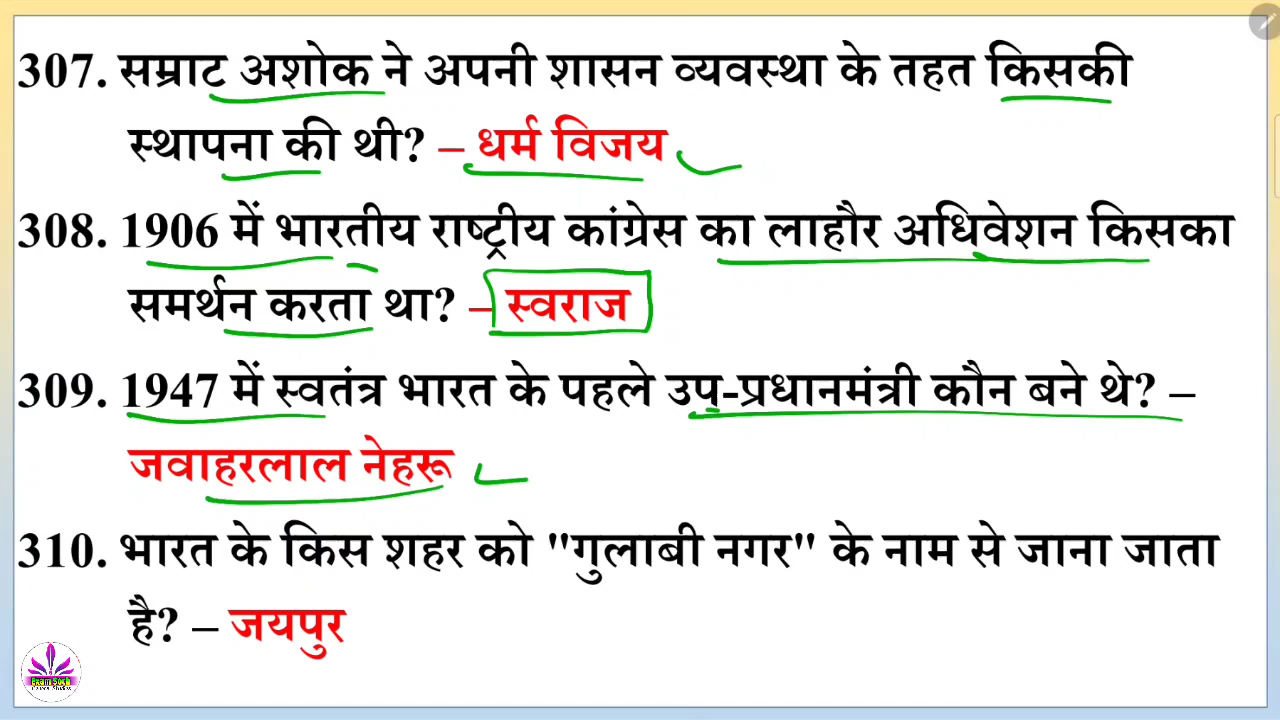 307. सम्राट अशोक ने अपनी शासन व्यवस्था के तहत किसकी
स्थापना की थी? – धर्म विजय
308. 1906 में भारतीय राष्ट्रीय कांग्रेस का लाहौर अधिवेशन किसका
समर्थन करता था? – स्वराज
309. 1947 में स्वतंत्र भारत के पहले उप-प्रधानमंत्री कौन बने थे? –
जवाहरलाल नेहरू
310. भारत के किस शहर को "गुलाबी नगर" के नाम से जाना जाता
है? – जयपुर
Exam Soch